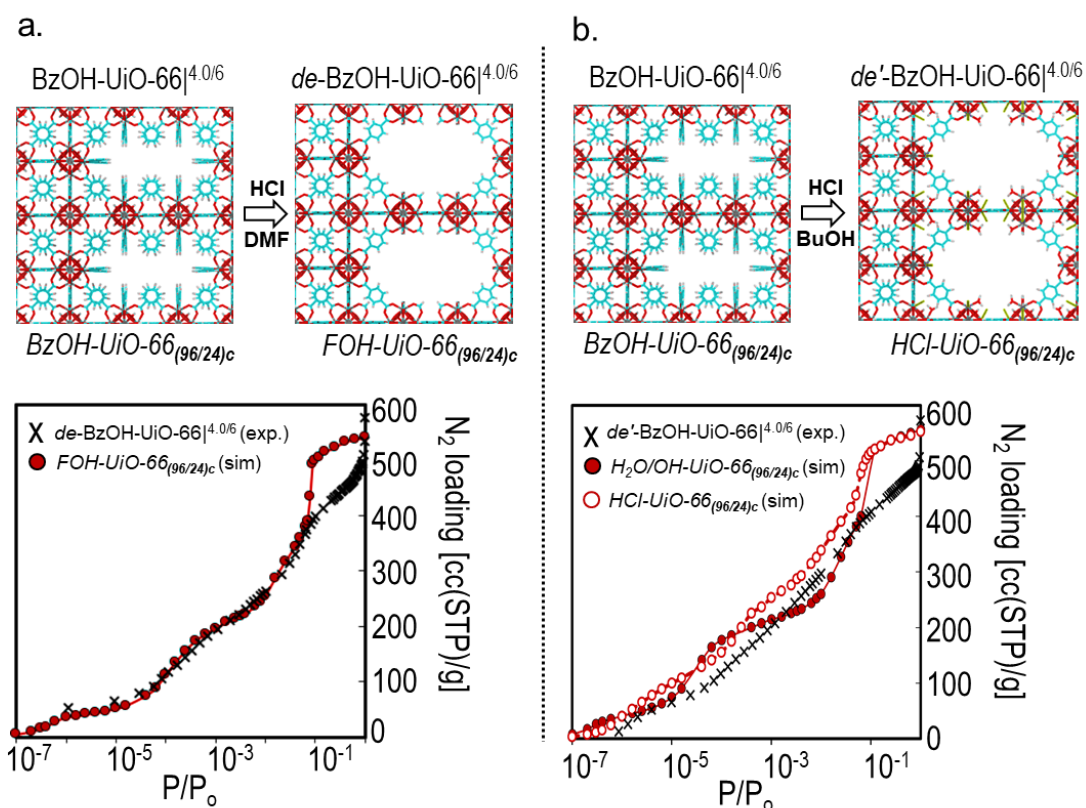 a.
BzOH-UiO-66|4.0/6
de-BzOH-UiO-66|4.0/6
HCl
DMF
BzOH-UiO-66(96/24)c
FOH-UiO-66(96/24)c
X de-BzOH-UiO-66|4.0/6 (exp.)
FOH-UiO-66(96/24)c (sim)
600
500
400
300
200
100
0
N2 loading [cc(STP)/g]
10-7
10-5
10-3
10-1
P/Po
b.
BzOH-UiO-66|4.0/6
de'-BzOH-UiO-66|4.0/6
HCl
BuOH
BzOH-UiO-66(96/24)c
HCl-UiO-66(96/24)c
X de'-BzOH-UiO-66|4.0/6 (exp.)
H2O/OH-UiO-66(96/24)c (sim)
HCl-UiO-66(96/24)c (sim)
600
500
400
300
200
100
0
N2 loading [cc(STP)/g]
10-7
10-5
10-3
10-1
P/Po